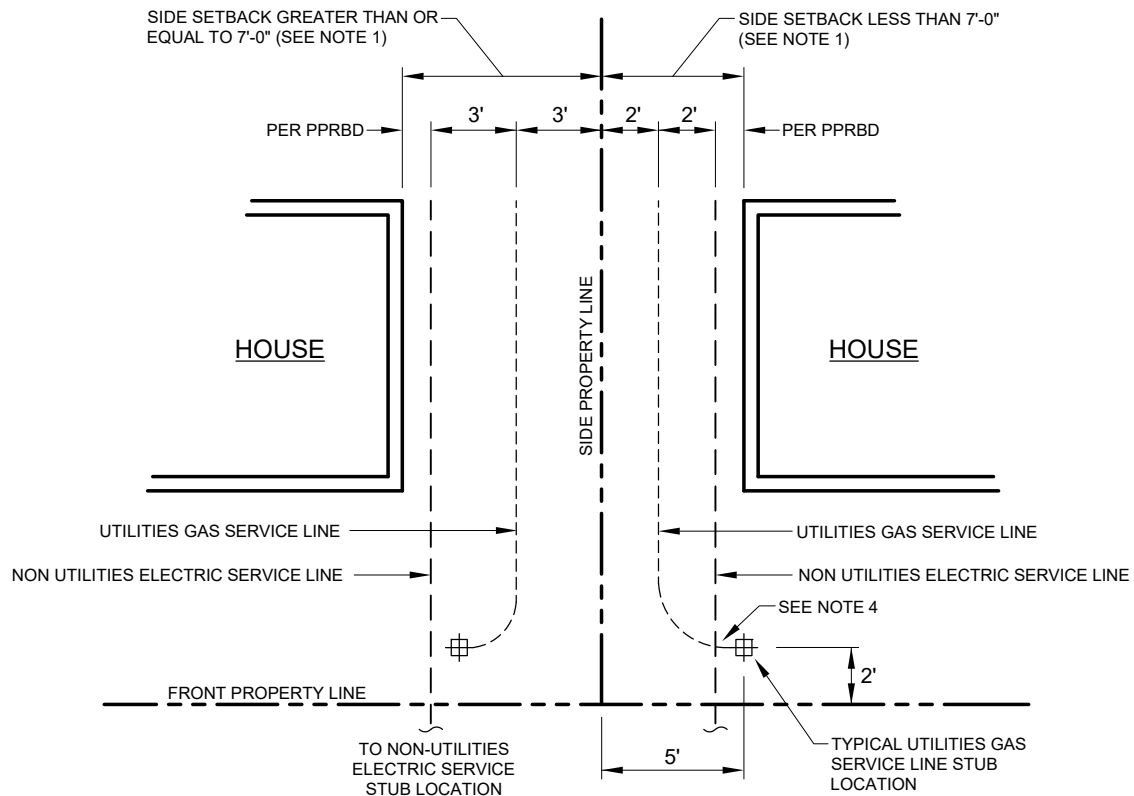 SIDE SETBACK GREATER THAN OR
EQUAL TO 7'-0" (SEE NOTE 1)
SIDE SETBACK LESS THAN 7'-0"
(SEE NOTE 1)
3'
3'
2'
2'
PER PPRBD
PER PPRBD
SIDE PROPERTY LINE
HOUSE
HOUSE
UTILITIES GAS SERVICE LINE
UTILITIES GAS SERVICE LINE
NON UTILITIES ELECTRIC SERVICE LINE
NON UTILITIES ELECTRIC SERVICE LINE
SEE NOTE 4
2'
FRONT PROPERTY LINE
TO NON-UTILITIES
ELECTRIC SERVICE
STUB LOCATION
5'
TYPICAL UTILITIES GAS
SERVICE LINE STUB
LOCATION